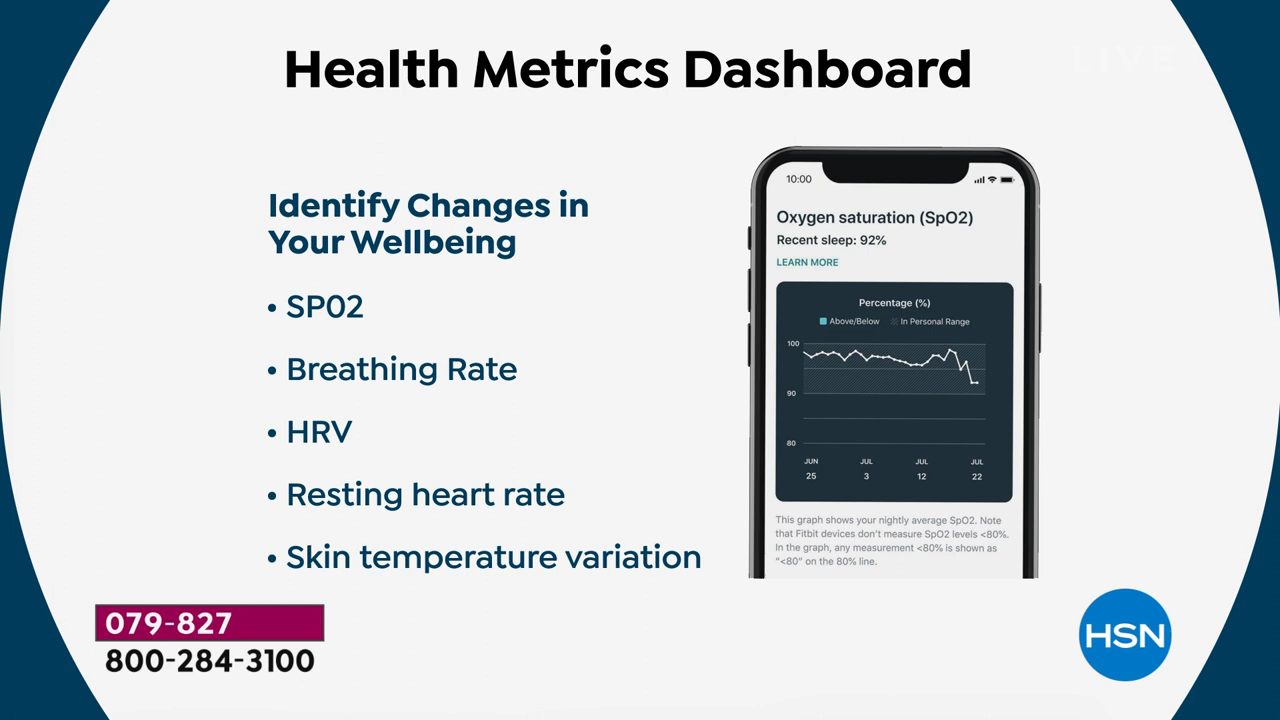 Health Metrics Dashboard
LIVE
Identify Changes in
Your Wellbeing
• SP02
• Breathing Rate
• HRV
• Resting heart rate
• Skin temperature variation
10:00
Oxygen saturation (SpO2)
Recent sleep: 92%
LEARN MORE
Percentage (%)
Above/Below In Personal Range
100
90
80
JUN JUL JUL JUL
25 3 12 22
This graph shows your nightly average SpO2. Note
that Fitbit devices don't measure SpO2 levels <80%.
In the graph, any measurement <80% is shown as
"<80" on the 80% line.
079-827
800-284-3100
HSN